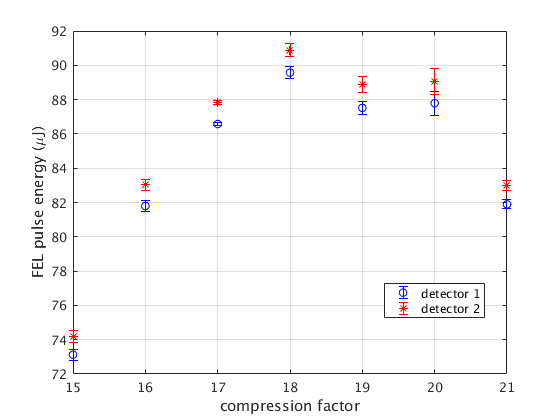 92
90
88
86
84
82
80
78
76
74
72
FEL pulse energy (μJ)
detector 1
detector 2
15 16 17 18 19 20 21
compression factor